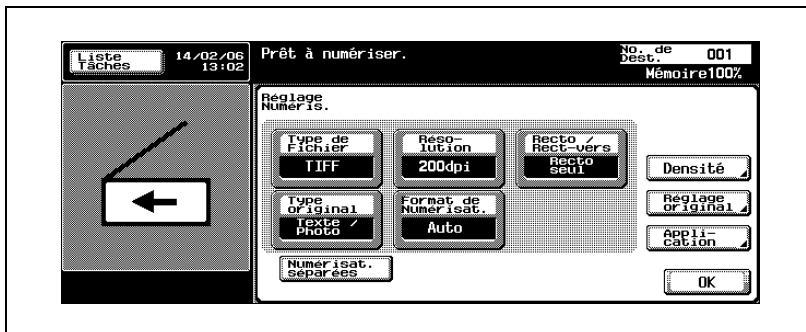 Liste
Tâches
14/02/06
13:02
Prêt à numériser.
No. de
Dest.
001
Mémoire100%
Réglage
Numéris.
Type de
Fichier
TIFF
Réso-
lution
200dpi
Recto /
Rect-vers
Recto
seul
Densité
Type
original
Texte /
Photo
Format de
Numérisat.
Auto
Réglage
original
Appli-
cation
Numérisat.
séparées
OK